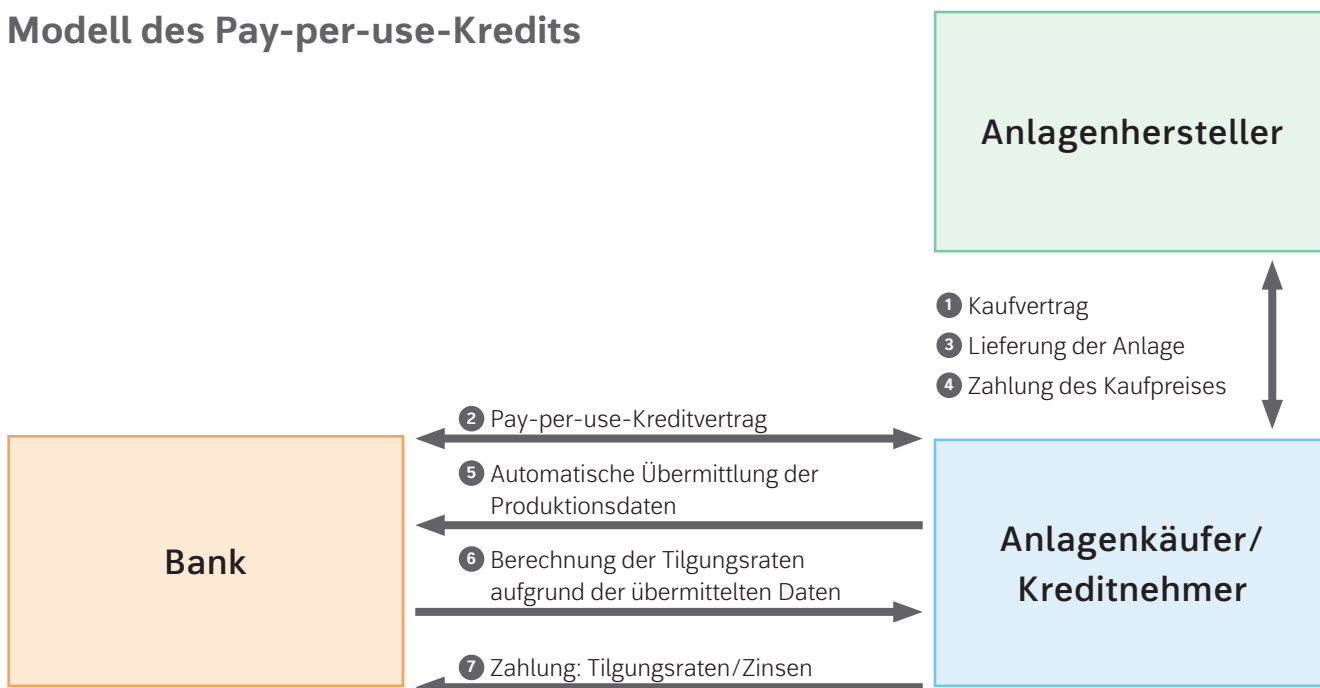 Modell des Pay-per-use-Kredits
Anlagenhersteller
1 Kaufvertrag
3 Lieferung der Anlage
4 Zahlung des Kaufpreises
2 Pay-per-use-Kreditvertrag
5 Automatische Übermittlung der
Produktionsdaten
6 Berechnung der Tilgungsraten
aufgrund der übermittelten Daten
7 Zahlung: Tilgungsraten/Zinsen
Bank
Anlagenkäufer/
Kreditnehmer